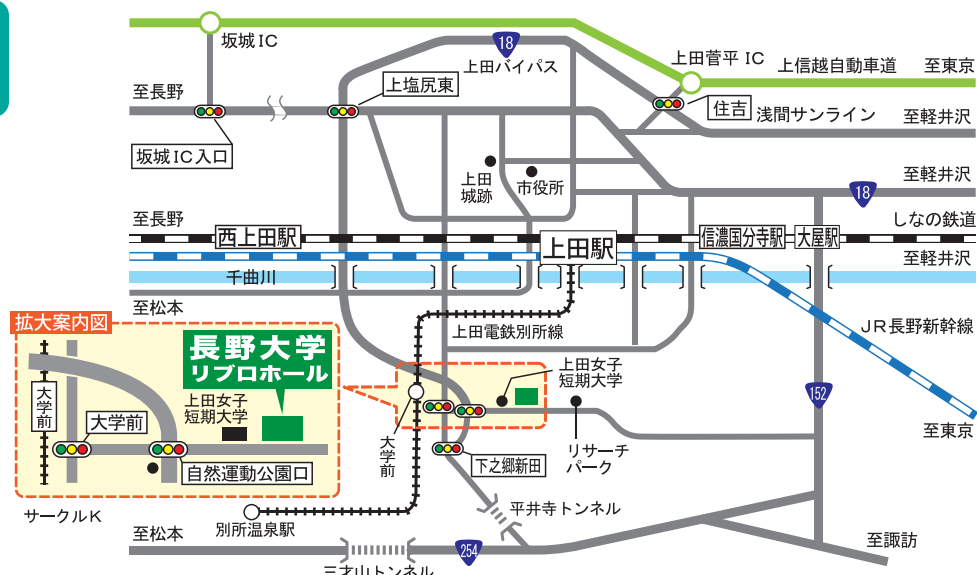 坂城IC
18
上田バイパス
上田菅平 IC
上信越自動車道
至東京
至長野
上塩尻東
住吉
浅間サンライン
至軽井沢
坂城IC入口
上田
城跡
市役所
至軽井沢
18
至長野
しなの鉄道
西上田駅
上田駅
信濃国分寺駅
大屋駅
至軽井沢
千曲川
至松本
上田電鉄別所線
JR長野新幹線
拡大案内図
長野大学
リブロホール
上田女子
短期大学
大学前
大学前
自然運動公園口
サークルK
上田女子
短期大学
152
至東京
大学前
リサーチ
パーク
下之郷新田
平井寺トンネル
別所温泉駅
至松本
254
三才山トンネル
至諏訪